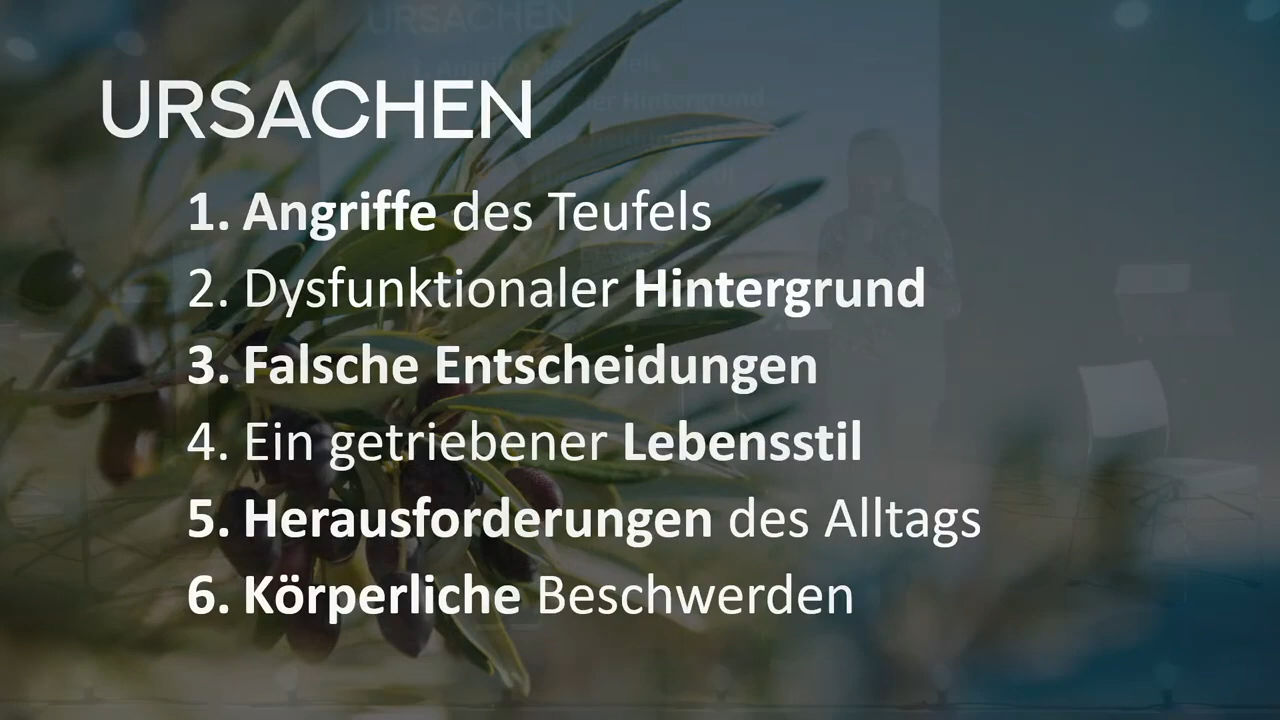 URSACHEN
1. Angriffe des Teufels
2. Dysfunktionaler Hintergrund
3. Falsche Entscheidungen
4. Ein getriebener Lebensstil
5. Herausforderungen des Alltags
6. Körperliche Beschwerden